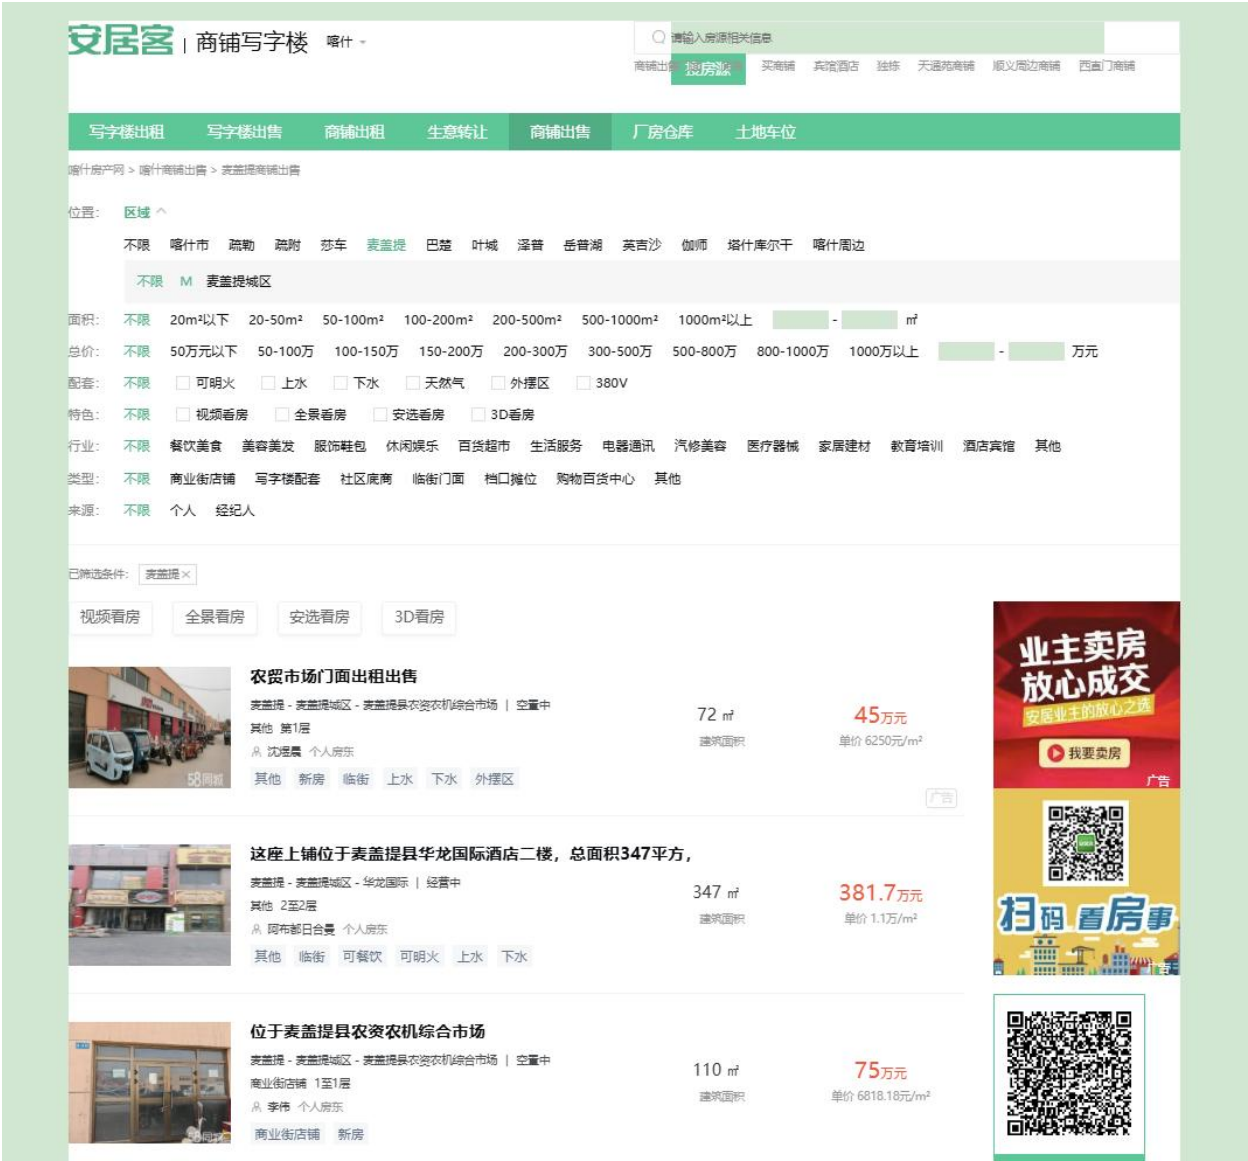 安居客 | 商铺写字楼 喀什
请输入房源相关信息
商铺出售 搜房源 买商铺 宾馆酒店 独栋 天通苑商铺 顺义周边商铺 西直门商铺
写字楼出租 写字楼出售 商铺出租 生意转让 商铺出售 厂房仓库 土地车位
喀什房产网 > 喀什商铺出售 > 麦盖提商铺出售
位置: 区域
不限 喀什市 疏勒 疏附 莎车 麦盖提 巴楚 叶城 泽普 岳普湖 英吉沙 伽师 塔什库尔干 喀什周边
不限 M 麦盖提城区
面积: 不限 20m²以下 20-50m² 50-100m² 100-200m² 200-500m² 500-1000m² 1000m²以上 - ㎡
总价: 不限 50万元以下 50-100万 100-150万 150-200万 200-300万 300-500万 500-800万 800-1000万 1000万以上 - 万元
配套: 不限 可明火 上水 下水 天然气 外摆区 380V
特色: 不限 视频看房 全景看房 安选看房 3D看房
行业: 不限 餐饮美食 美容美发 服饰鞋包 休闲娱乐 百货超市 生活服务 电器通讯 汽修美容 医疗器械 家居建材 教育培训 酒店宾馆 其他
类型: 不限 商业街店铺 写字楼配套 社区底商 临街门面 档口摊位 购物百货中心 其他
来源: 不限 个人 经纪人
已筛选条件: 麦盖提×
视频看房 全景看房 安选看房 3D看房
农贸市场门面出租出售
麦盖提 - 麦盖提城区 - 麦盖提县农资农机综合市场 | 空置中
其他 第1层
沈煜晨 个人房东
其他 新房 临街 上水 下水 外摆区
72 ㎡
建筑面积
45万元
单价 6250元/m²
广告
58同城
这座上铺位于麦盖提县华龙国际酒店二楼，总面积347平方，
麦盖提 - 麦盖提城区 - 华龙国际 | 经营中
其他 2至2层
阿布都日合曼 个人房东
其他 临街 可餐饮 可明火 上水 下水
347 ㎡
建筑面积
381.7万元
单价 1.1万/m²
位于麦盖提县农资农机综合市场
麦盖提 - 麦盖提城区 - 麦盖提县农资农机综合市场 | 空置中
商业街店铺 1至1层
李伟 个人房东
商业街店铺 新房
110 ㎡
建筑面积
75万元
单价 6818.18元/m²
58同城
业主卖房
放心成交
安居业主的放心之选
我要卖房
广告
扫码 看房事
广告